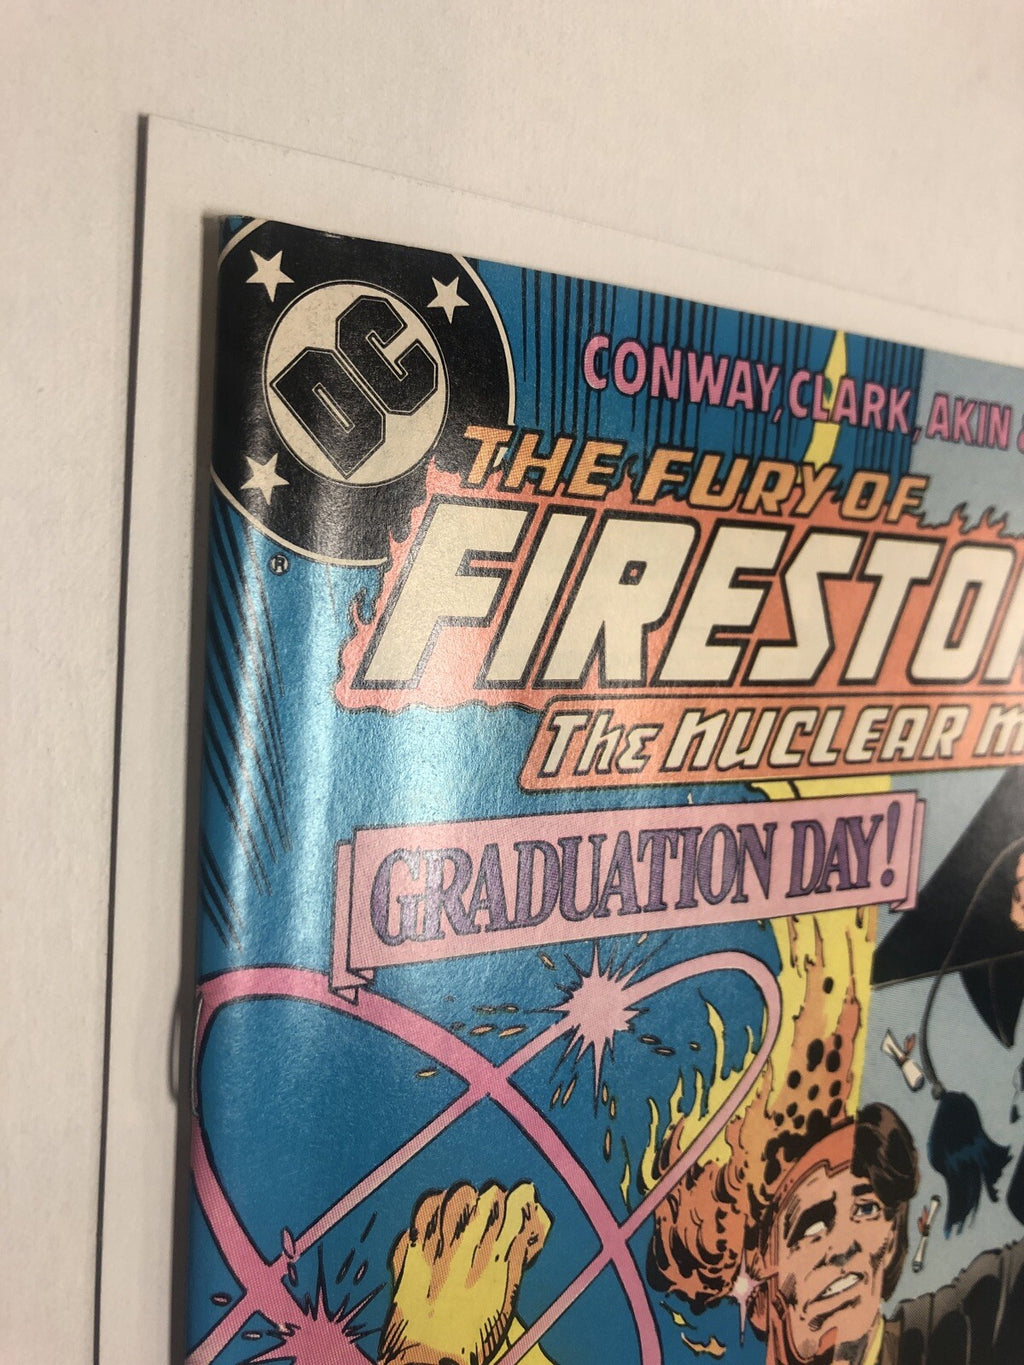 DC
®
CONWAY, CLARK, AKIN &
THE FURY OF
FIRESTO
THE NUCLEAR M
GRADUATION DAY!